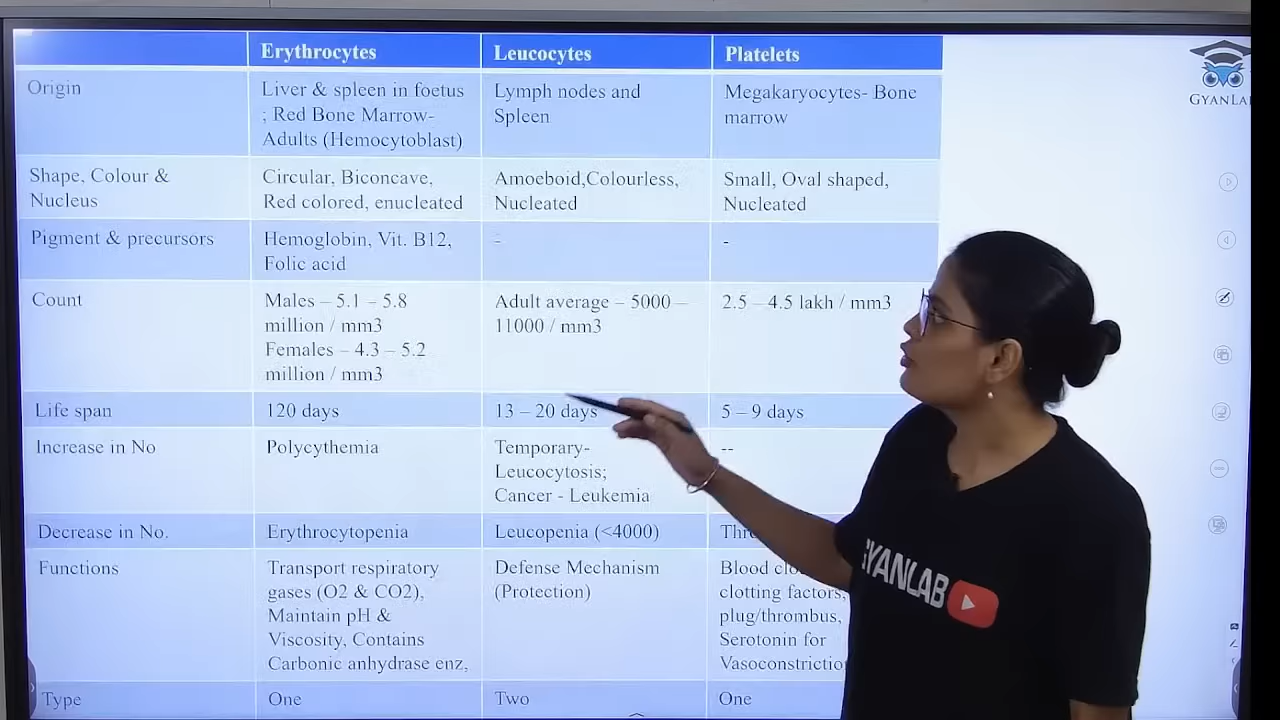 Erythrocytes
Leucocytes
Platelets
Origin
Liver & spleen in foetus
; Red Bone Marrow-
Adults (Hemocytoblast)
Lymph nodes and
Spleen
Megakaryocytes- Bone
marrow
Shape, Colour &
Nucleus
Circular, Biconcave,
Red colored, enucleated
Amoeboid,Colourless,
Nucleated
Small, Oval shaped,
Nucleated
Pigment & precursors
Hemoglobin, Vit. B12,
Folic acid
-
-
Count
Males – 5.1 – 5.8
million / mm3
Females – 4.3 – 5.2
million / mm3
Adult average – 5000 –
11000 / mm3
2.5 – 4.5 lakh / mm3
Life span
120 days
13 – 20 days
5 – 9 days
Increase in No
Polycythemia
Temporary-
Leucocytosis;
Cancer - Leukemia
--
Decrease in No.
Erythrocytopenia
Leucopenia (<4000)
Functions
Transport respiratory
gases (O2 & CO2),
Maintain pH &
Viscosity, Contains
Carbonic anhydrase enz,
Defense Mechanism
(Protection)
Blood
clotting factors,
plug/thrombus,
Serotonin for
Type
One
Two
One
GYANLAB